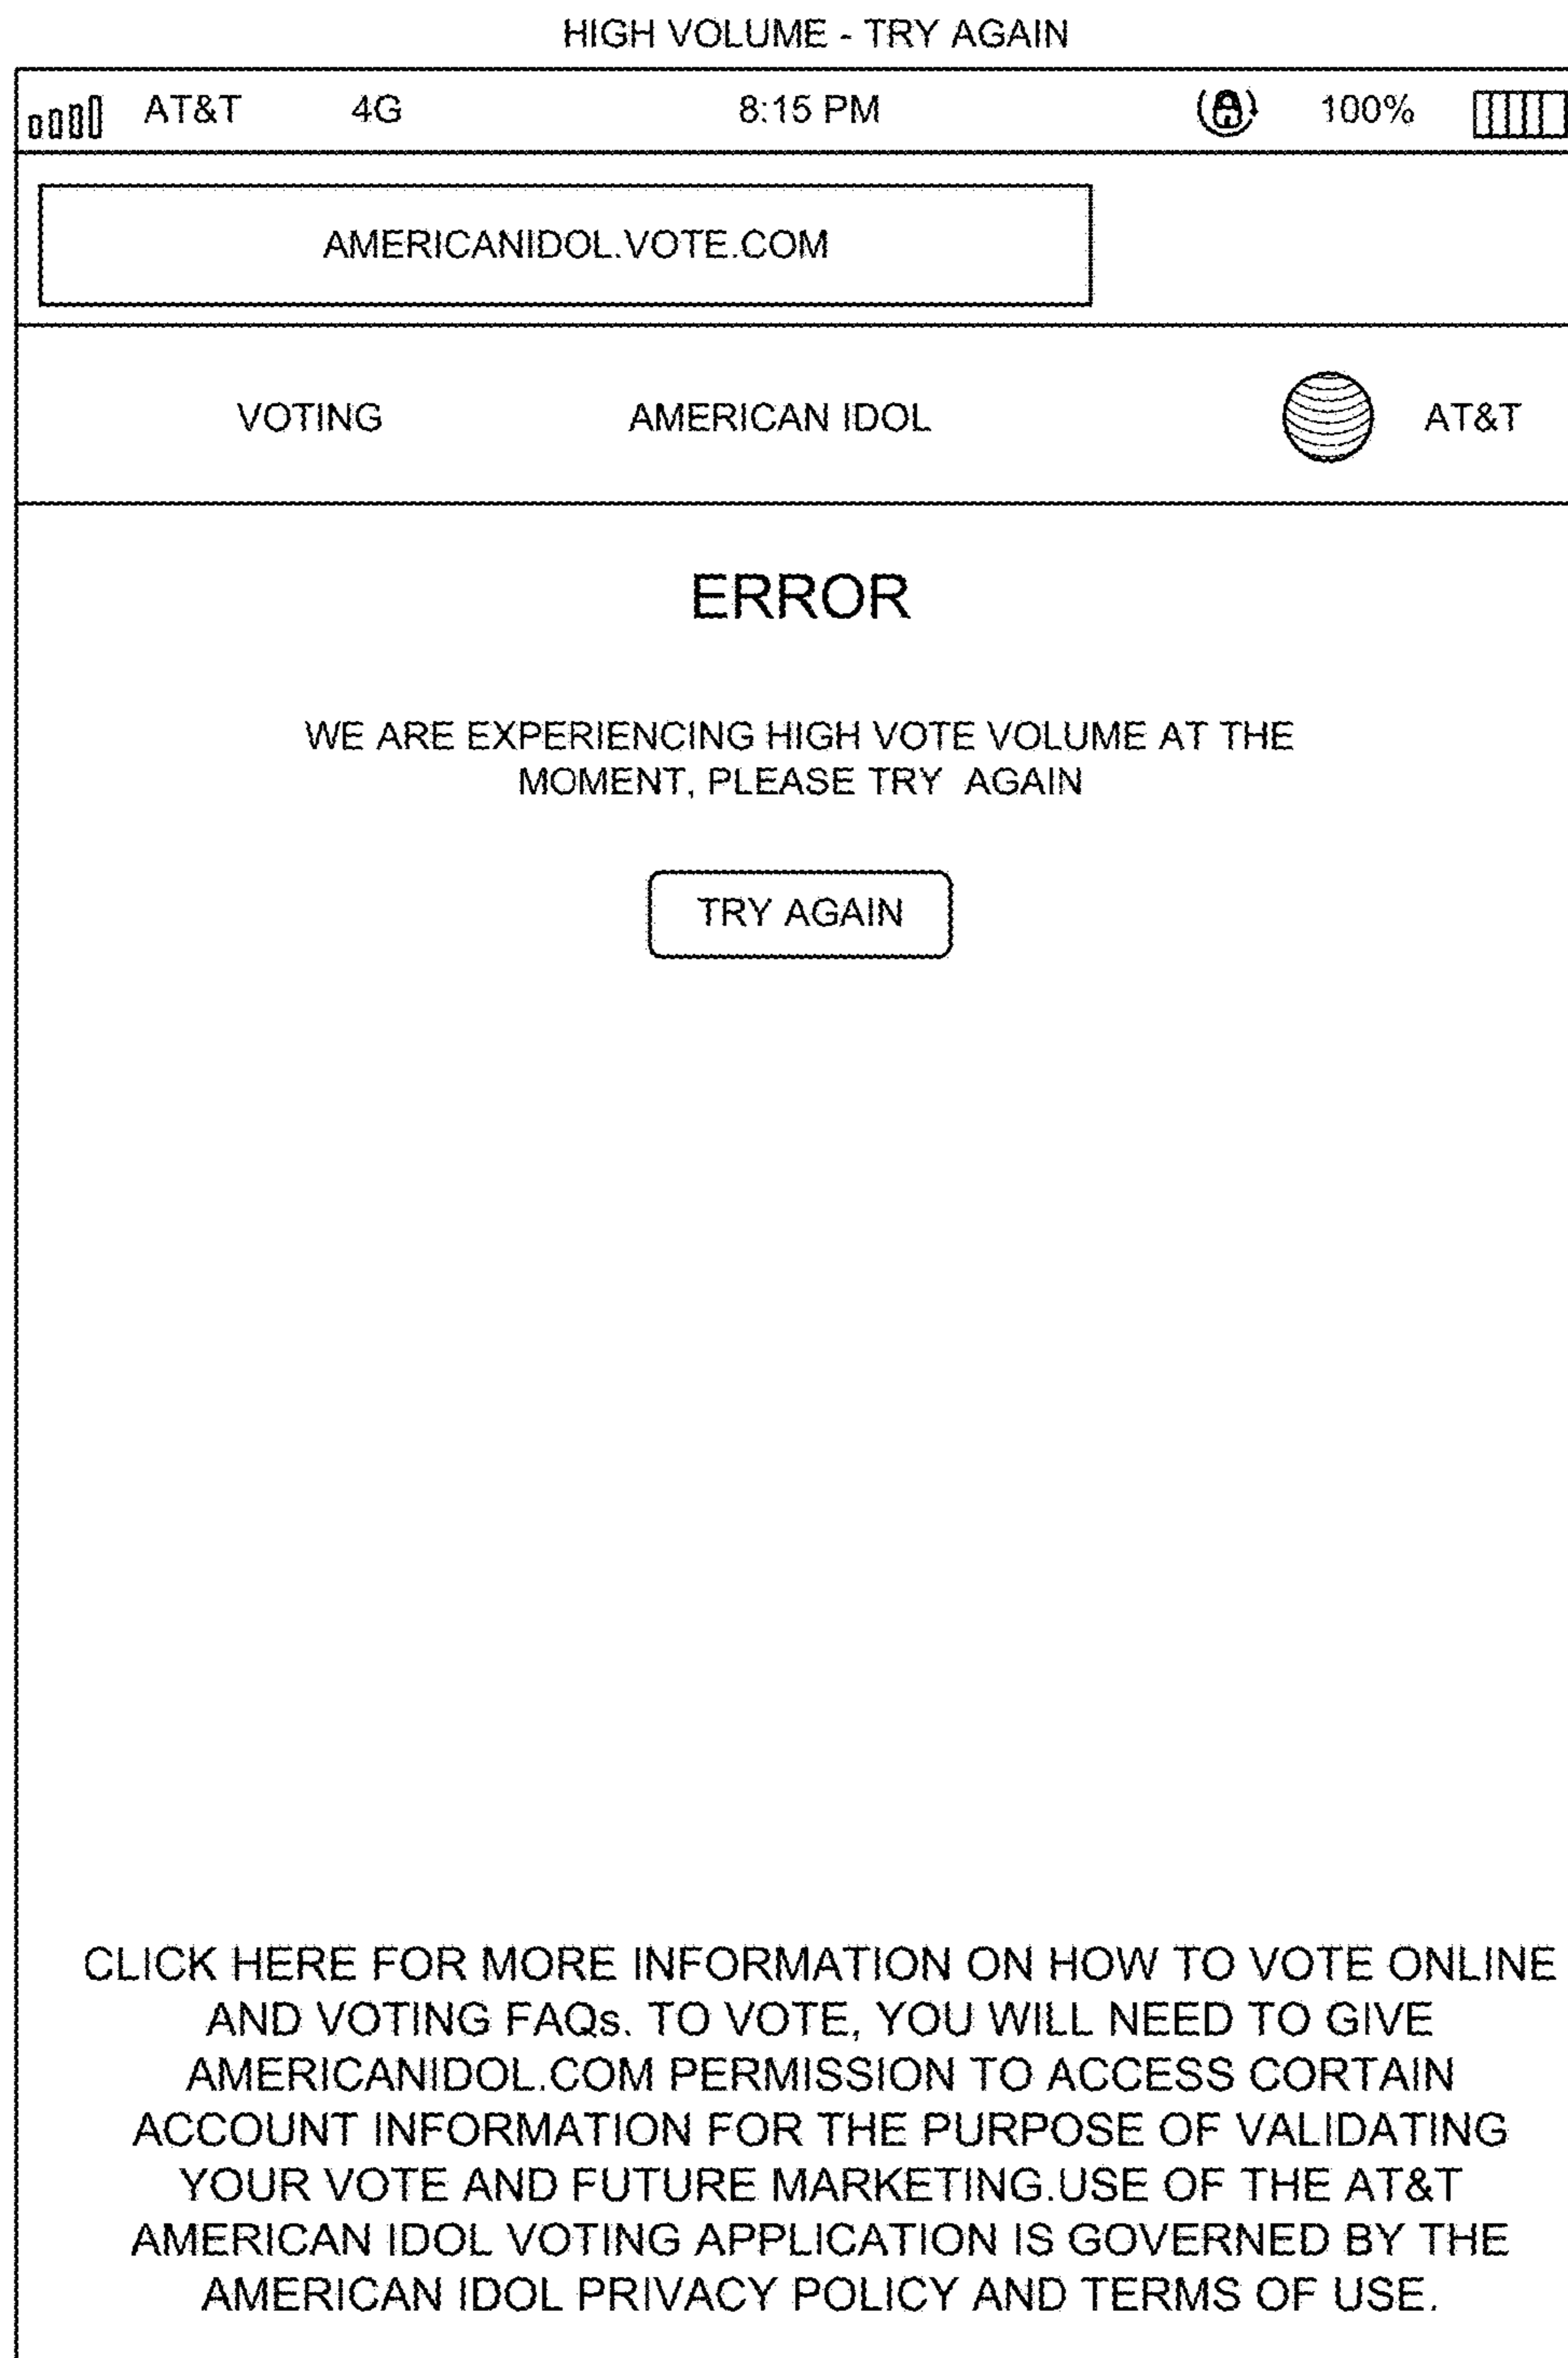 HIGH VOLUME - TRY AGAIN
AT&T 4G 8:15 PM 100%
AMERICANIDOL.VOTE.COM
VOTING AMERICAN IDOL AT&T
ERROR
WE ARE EXPERIENCING HIGH VOTE VOLUME AT THE
MOMENT, PLEASE TRY AGAIN
TRY AGAIN
CLICK HERE FOR MORE INFORMATION ON HOW TO VOTE ONLINE
AND VOTING FAQs. TO VOTE, YOU WILL NEED TO GIVE
AMERICANIDOL.COM PERMISSION TO ACCESS CORTAIN
ACCOUNT INFORMATION FOR THE PURPOSE OF VALIDATING
YOUR VOTE AND FUTURE MARKETING.USE OF THE AT&T
AMERICAN IDOL VOTING APPLICATION IS GOVERNED BY THE
AMERICAN IDOL PRIVACY POLICY AND TERMS OF USE.